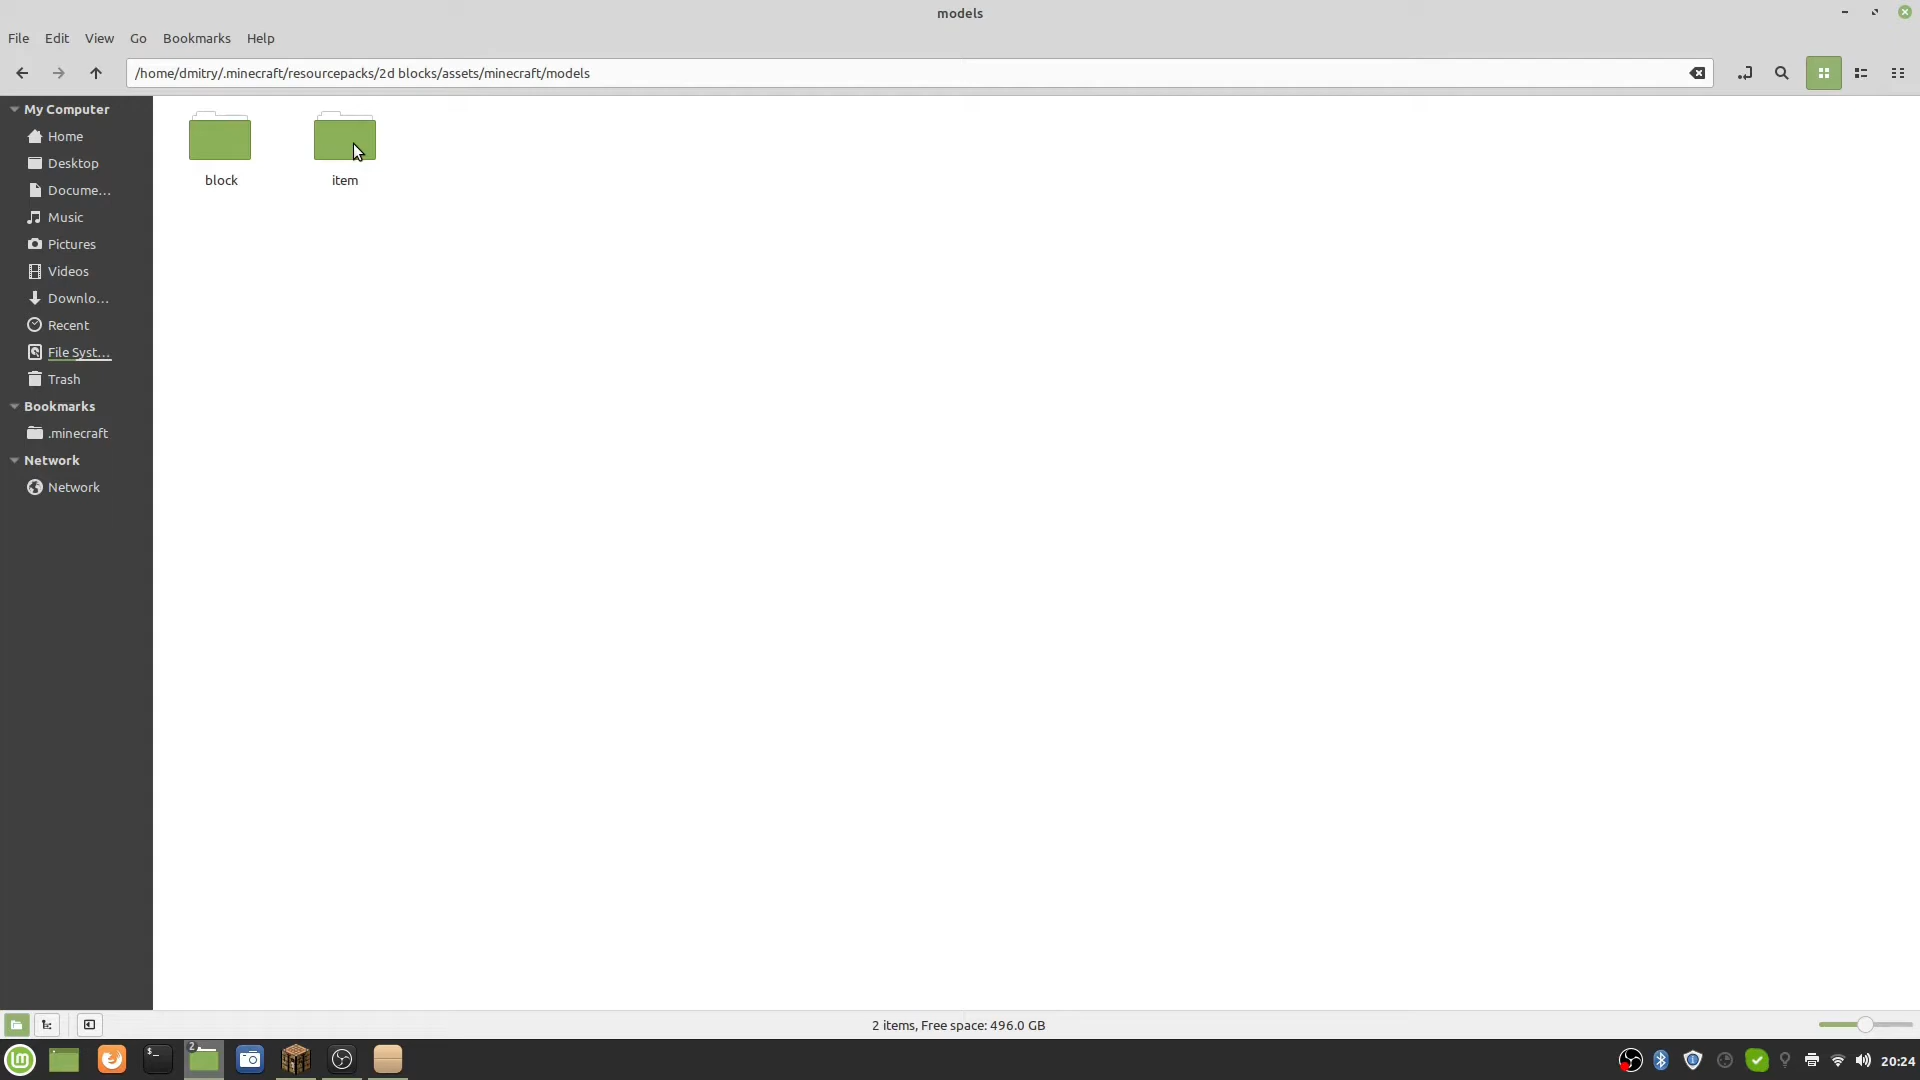 models
File Edit View Go Bookmarks Help
/home/dmitry/.minecraft/resourcepacks/2d blocks/assets/minecraft/models
My Computer
Home
Desktop
Docume...
Music
Pictures
Videos
Downlo...
Recent
File Syst...
Trash
Bookmarks
.minecraft
Network
Network
block item
2 items, Free space: 496.0 GB
2
20:24